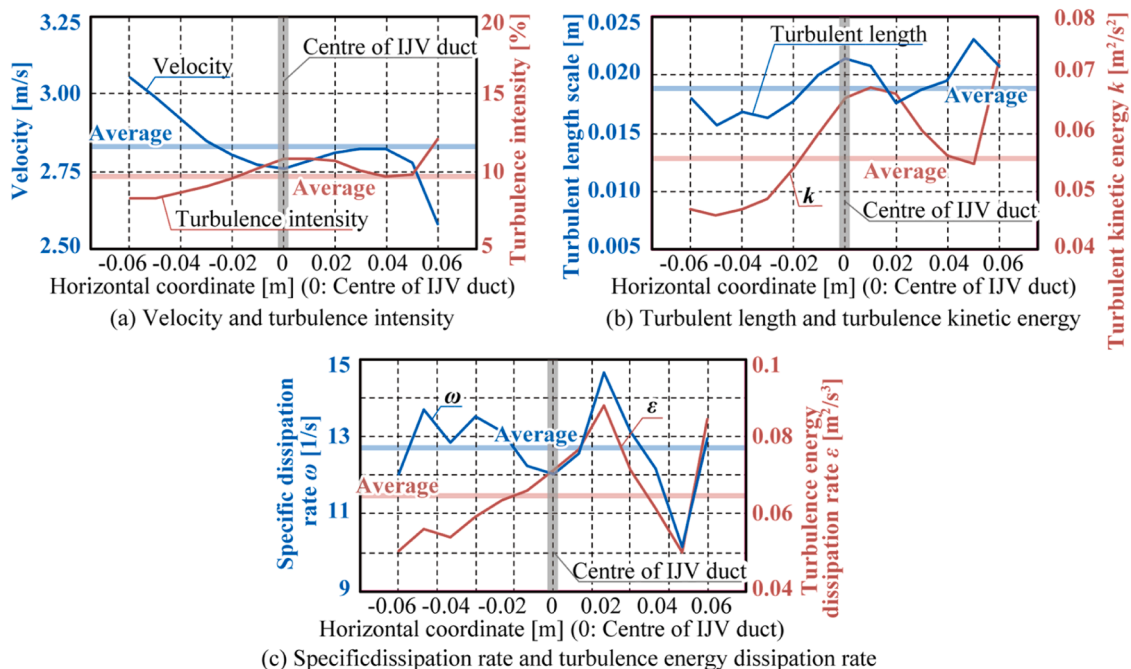 3.25
3.00
2.75
2.50
Velocity [m/s]
20
15
10
5
Turbulence intensity [%]
Centre of IJV duct
Velocity
Average
Average
Turbulence intensity
-0.06 -0.04 -0.02 0 0.02 0.04 0.06
Horizontal coordinate [m] (0: Centre of IJV duct)
(a) Velocity and turbulence intensity
0.025
0.020
0.015
0.010
0.005
Turbulent length scale [m]
0.08
0.07
0.06
0.05
0.04
Turbulent kinetic energy k [m²/s²]
Turbulent length
Average
Average
k
Centre of IJV duct
-0.06 -0.04 -0.02 0 0.02 0.04 0.06
Horizontal coordinate [m] (0: Centre of IJV duct)
(b) Turbulent length and turbulence kinetic energy
15
13
11
9
Specific dissipation
rate ω [1/s]
0.1
0.08
0.06
0.04
Turbulence energy
dissipation rate ε [m²/s³]
ω
ε
Average
Average
Centre of IJV duct
-0.06 -0.04 -0.02 0 0.02 0.04 0.06
Horizontal coordinate [m] (0: Centre of IJV duct)
(c) Specificdissipation rate and turbulence energy dissipation rate